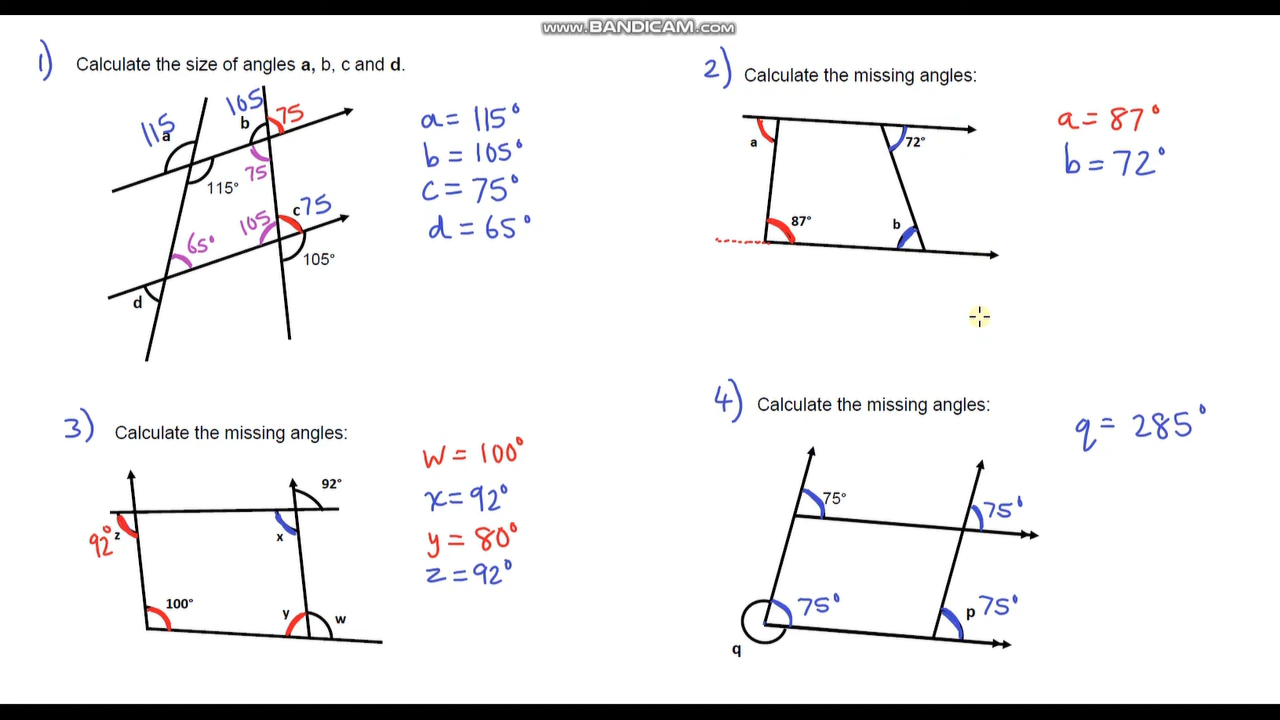 www.BANDICAM.com
1) Calculate the size of angles a, b, c and d.
105
75
115
b
a
115°
75
c 75
105
65°
105°
d
a = 115°
b = 105°
c = 75°
d = 65°
2) Calculate the missing angles:
a
72°
87°
b
a = 87°
b = 72°
3) Calculate the missing angles:
92°
92° z
x
100°
y
w
w = 100°
x = 92°
y = 80°
z = 92°
4) Calculate the missing angles:
75°
75°
75°
p 75°
q
q = 285°